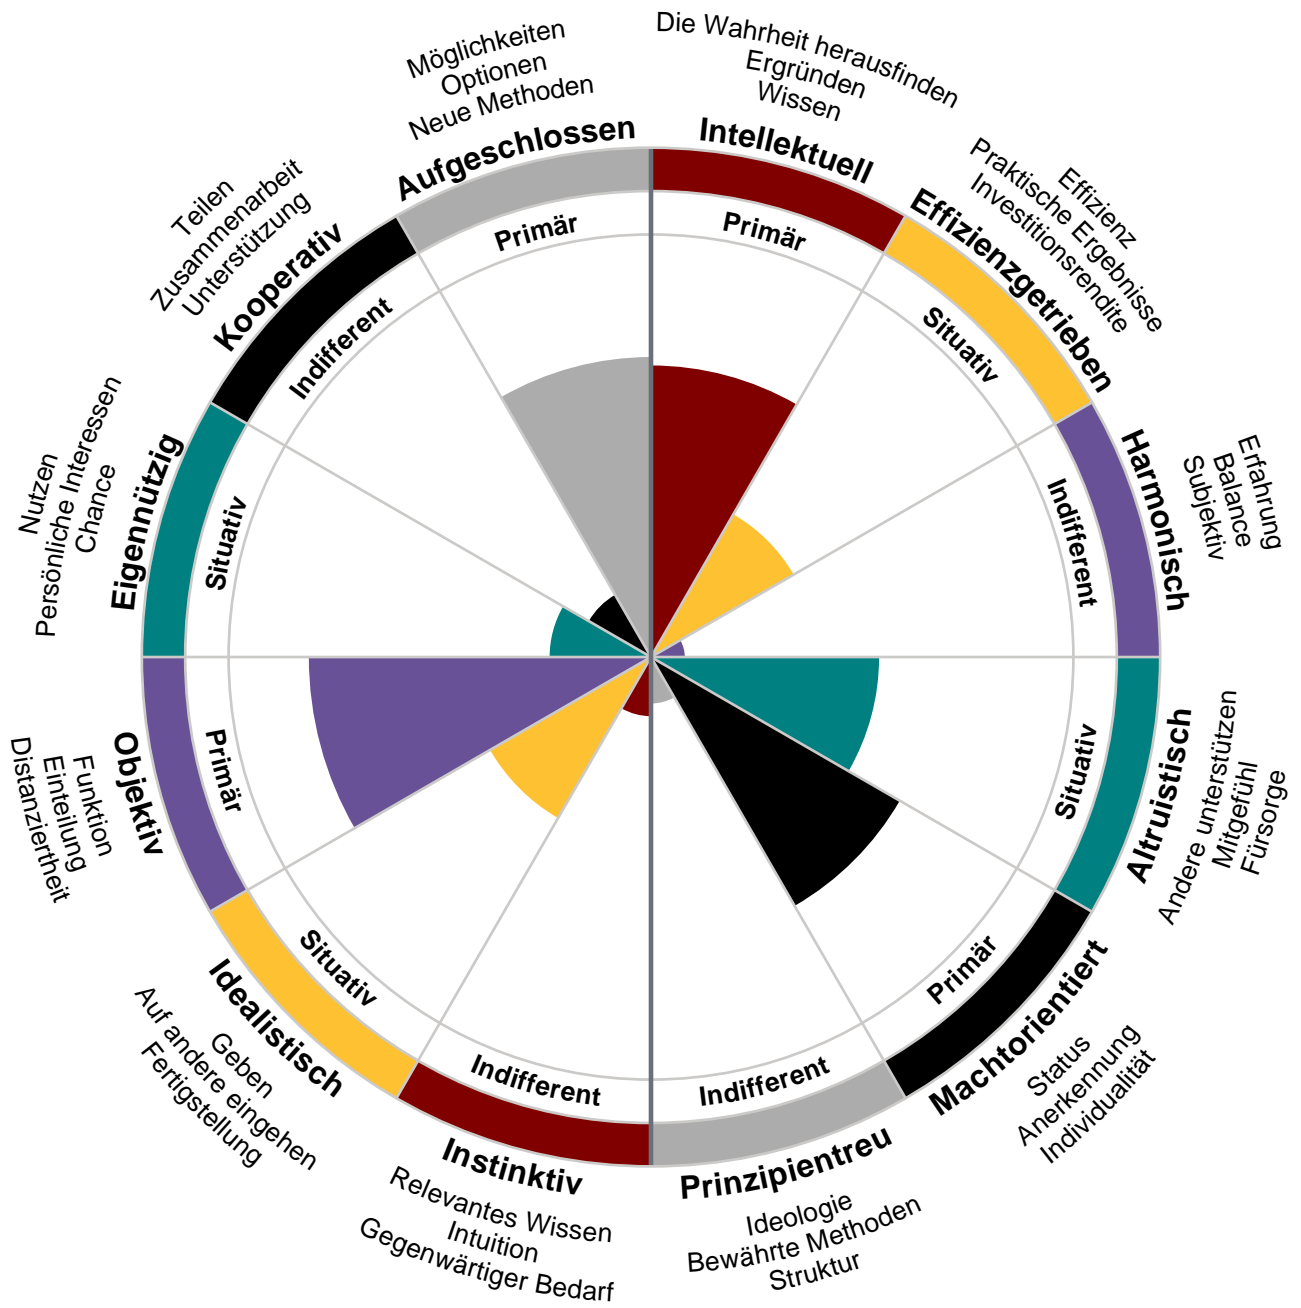 Die Wahrheit herausfinden
Ergründen
Wissen
Intellektuell
Primär
Effizienz
Praktische Ergebnisse
Investitionsrendite
Effizienzgetrieben
Situativ
Erfahrung
Balance
Subjektiv
Harmonisch
Indifferent
Andere unterstützen
Mitgefühl
Fürsorge
Altruistisch
Situativ
Status
Anerkennung
Individualität
Machtorientiert
Primär
Indifferent
Prinzipientreu
Ideologie
Bewährte Methoden
Struktur
Indifferent
Instinktiv
Relevantes Wissen
Intuition
Gegenwärtiger Bedarf
Situativ
Idealistisch
Geben
Auf andere eingehen
Fertigstellung
Primär
Objektiv
Funktion
Einteilung
Distanziertheit
Nutzen
Persönliche Interessen
Chance
Eigennützig
Situativ
Teilen
Zusammenarbeit
Unterstützung
Kooperativ
Indifferent
Möglichkeiten
Optionen
Neue Methoden
Aufgeschlossen
Primär